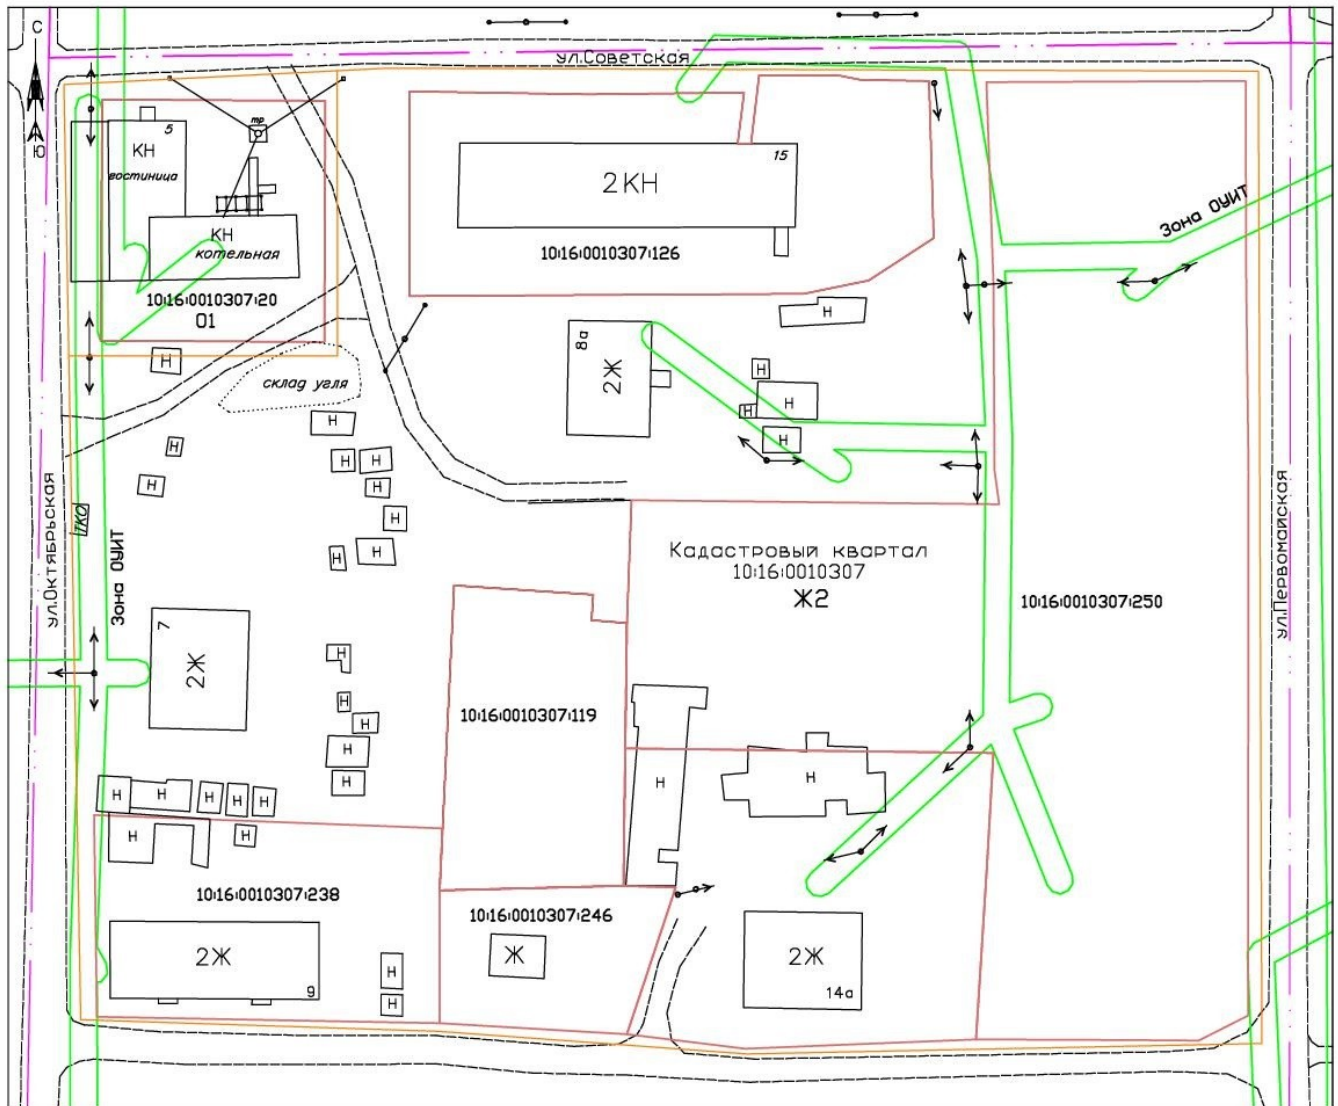 С
Ю
ул.Советская
тр
5
КН
востиница
15
2КН
Зона ОУИТ
КН
котельная
10:16:0010307:126
10:16:0010307:20
О1
Н
8а
2Ж
Н
Н
склад угля
Н
Н
Н
Н
Н
Н
Н
Н
Н
Н
Н
Н
ТКО
ул.Октябрьская
Зона ОУИТ
Кадастровый квартал
10:16:0010307
Ж2
10:16:0010307:250
ул.Первомайская
7
2Ж
Н
Н
Н
Н
Н
10:16:0010307:119
Н
Н
Н
Н
Н
Н
Н
Н
Н
10:16:0010307:238
10:16:0010307:246
2Ж
9
Н
Н
Ж
2Ж
14а